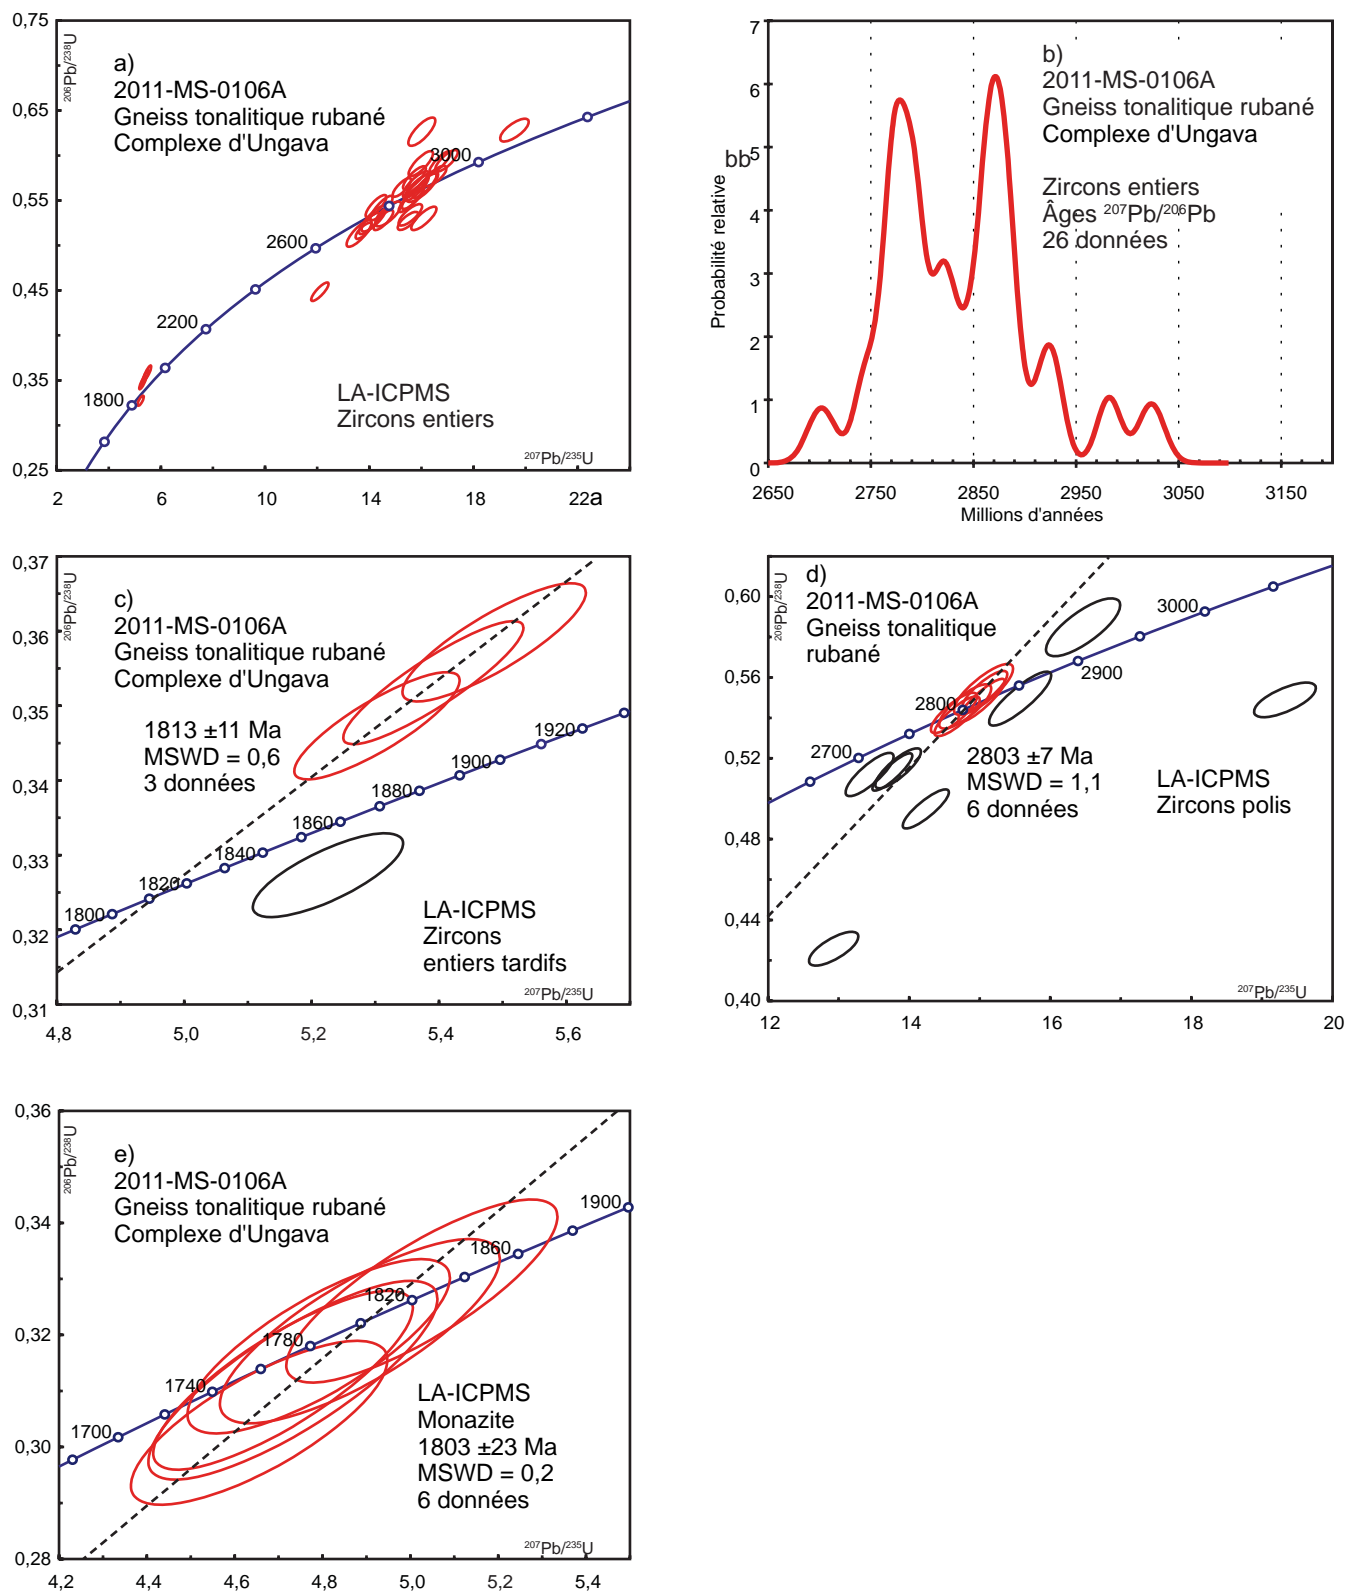 0,75
0,65
0,55
0,45
0,35
0,25
206Pb/238U
a)
2011-MS-0106A
Gneiss tonalitique rubané
Complexe d'Ungava
3000
2600
2200
1800
LA-ICPMS
Zircons entiers
207Pb/235U
2 6 10 14 18 22a
7
6
bb5
4
3
2
1
0
Probabilité relative
b)
2011-MS-0106A
Gneiss tonalitique rubané
Complexe d'Ungava
Zircons entiers
Âges 207Pb/206Pb
26 données
2650 2750 2850 2950 3050 3150
Millions d'années
0,37
0,36
0,35
0,34
0,33
0,32
0,31
206Pb/238U
c)
2011-MS-0106A
Gneiss tonalitique rubané
Complexe d'Ungava
1813 ±11 Ma
MSWD = 0,6
3 données
1920
1900
1880
1860
1840
1820
1800
LA-ICPMS
Zircons
entiers tardifs
207Pb/235U
4,8 5,0 5,2 5,4 5,6
0,60
0,56
0,52
0,48
0,44
0,40
206Pb/238U
d)
2011-MS-0106A
Gneiss tonalitique
rubané
3000
2900
2800
2700
2803 ±7 Ma
MSWD = 1,1
6 données
LA-ICPMS
Zircons polis
207Pb/235U
12 14 16 18 20
0,36
0,34
0,32
0,30
0,28
206Pb/238U
e)
2011-MS-0106A
Gneiss tonalitique rubané
Complexe d'Ungava
1900
1860
1820
1780
1740
1700
LA-ICPMS
Monazite
1803 ±23 Ma
MSWD = 0,2
6 données
207Pb/235U
4,2 4,4 4,6 4,8 5,0 5,2 5,4